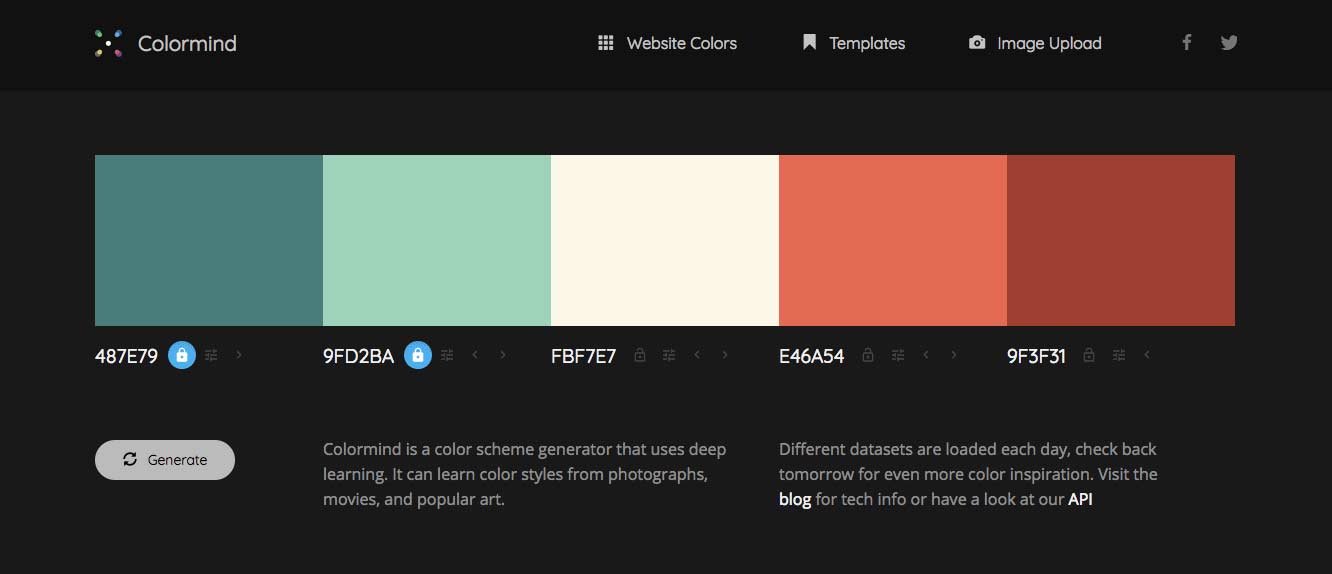 Colormind
Website Colors
Templates
Image Upload
487E79
9FD2BA
FBF7E7
E46A54
9F3F31
Generate
Colormind is a color scheme generator that uses deep
learning. It can learn color styles from photographs,
movies, and popular art.
Different datasets are loaded each day, check back
tomorrow for even more color inspiration. Visit the
blog for tech info or have a look at our API